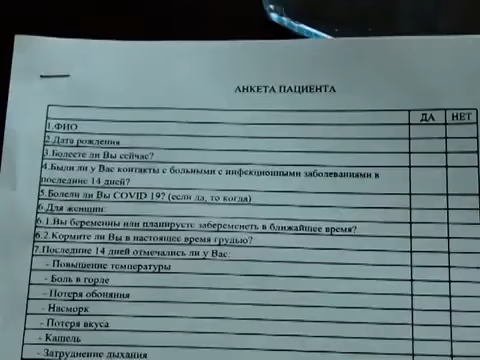 АНКЕТА ПАЦИЕНТА
ДА НЕТ
1.ФИО
2.Дата рождения
3.Болеете ли Вы сейчас?
4.Были ли у Вас контакты с больными с инфекционными заболеваниями в
последние 14 дней?
5.Болели ли Вы COVID 19? (если да, то когда)
6.Для женщин:
6.1.Вы беременны или планируете забеременеть в ближайшее время?
6.2.Кормите ли Вы в настоящее время грудью?
7.Последние 14 дней отмечались ли у Вас:
- Повышение температуры
- Боль в горле
- Потеря обоняния
- Насморк
- Потеря вкуса
- Кашель
- Затруднение дыхания